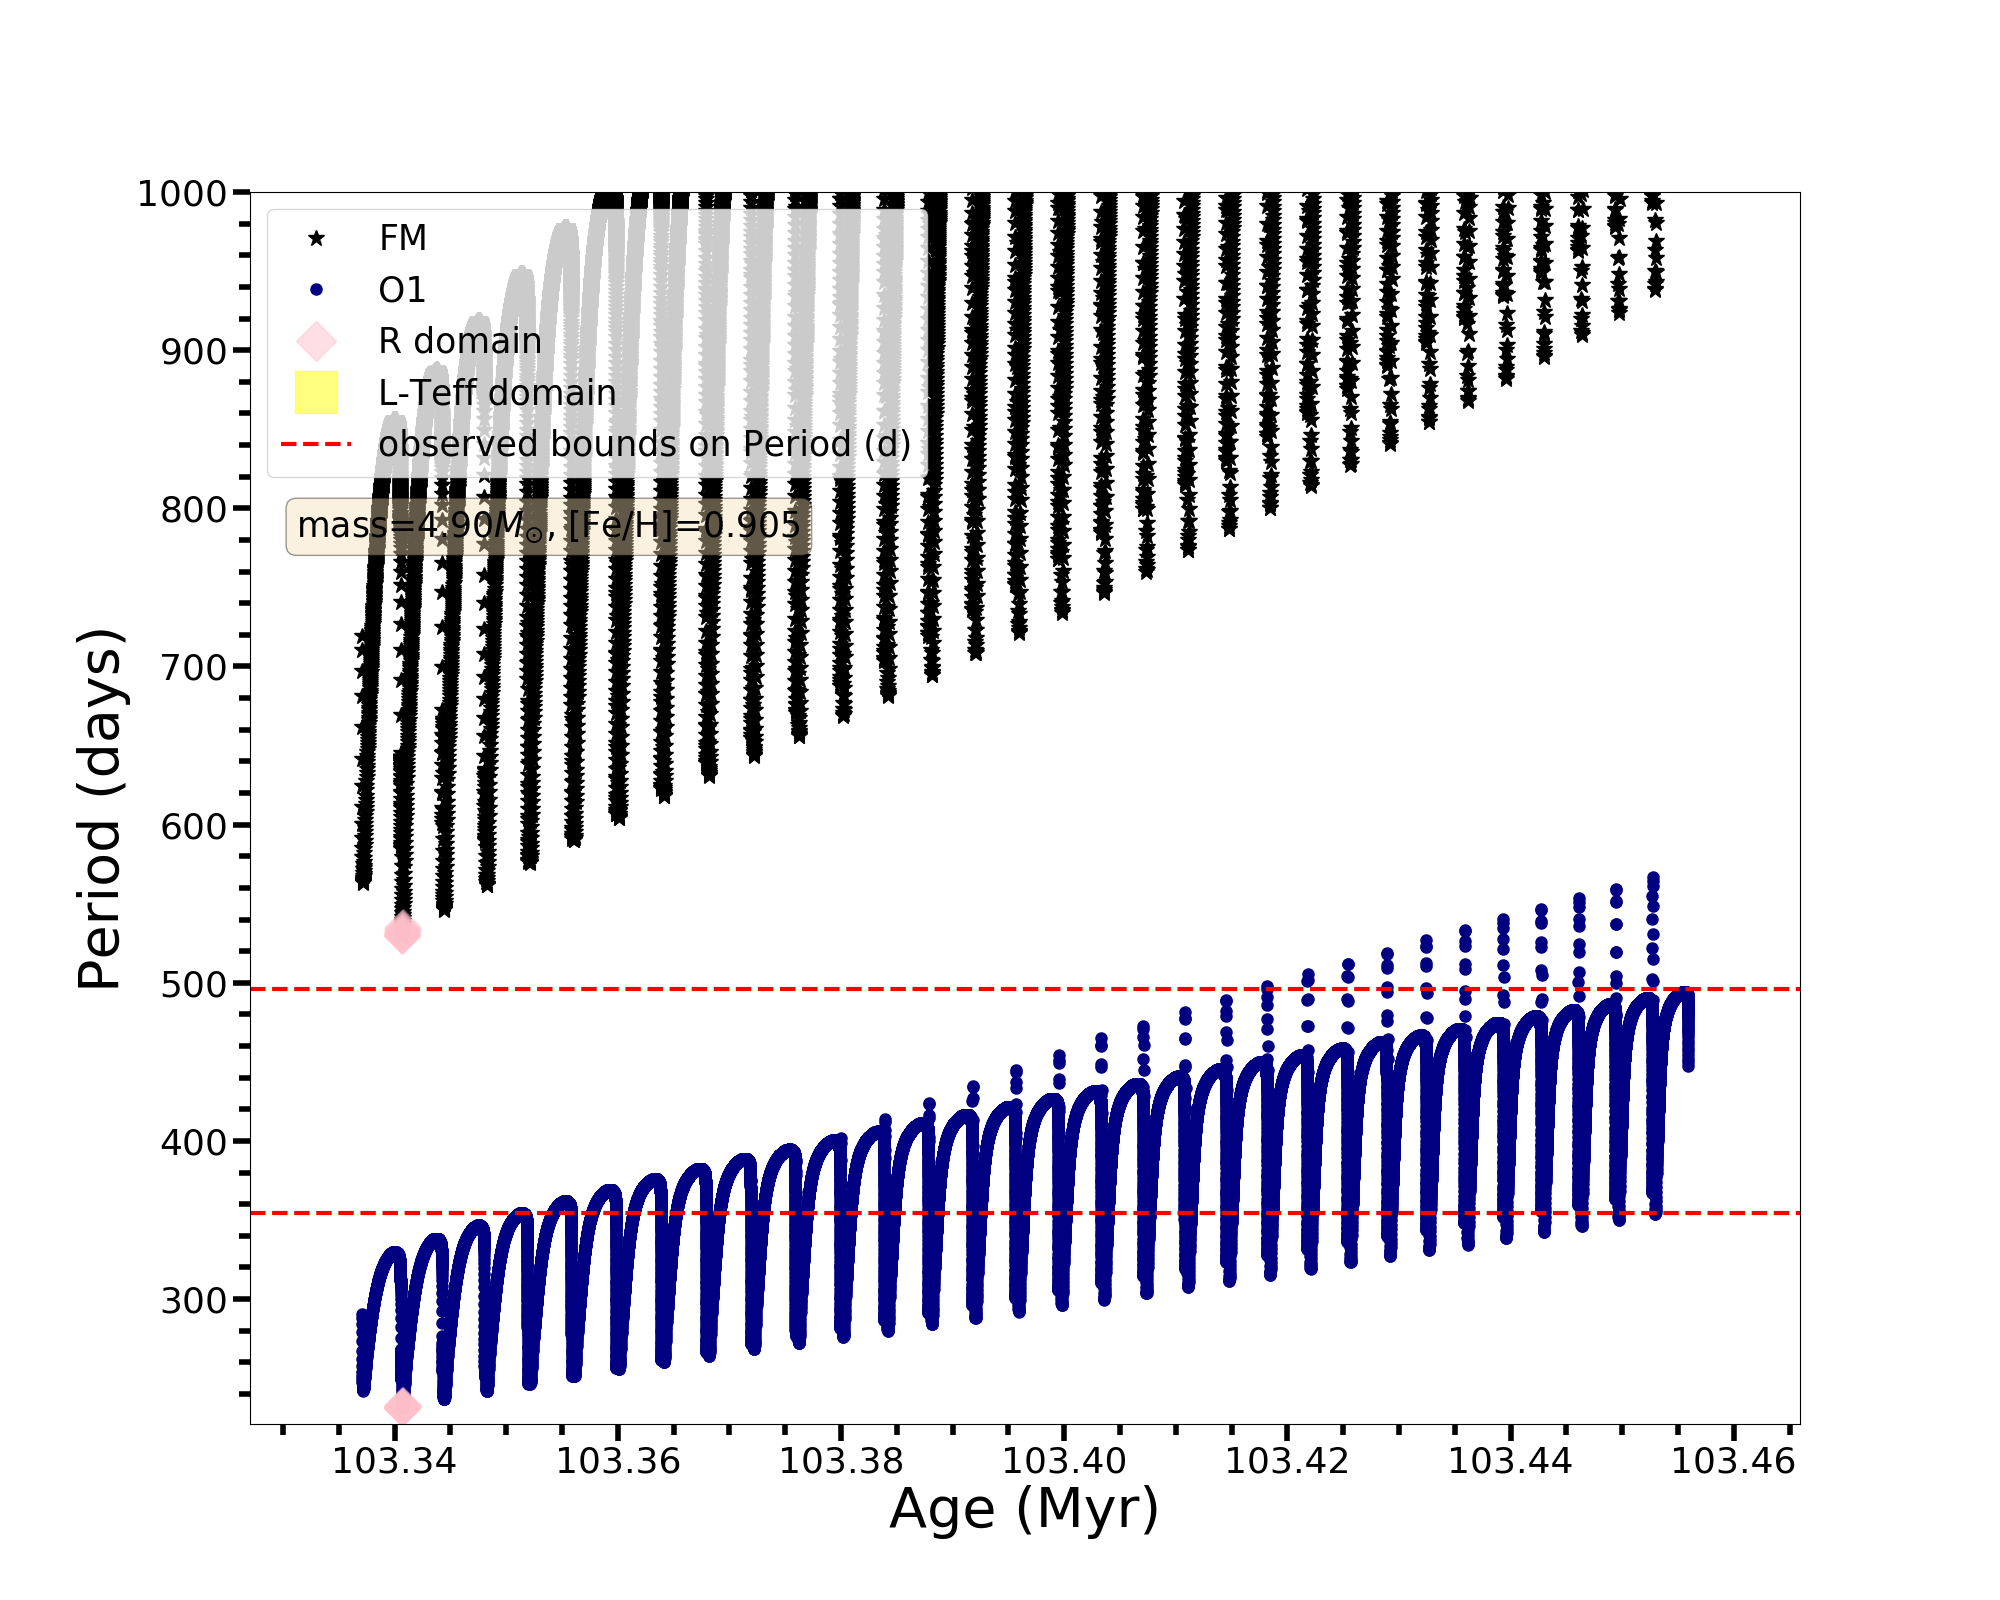 1000
900
800
700
600
500
400
300
Period (days)
FM
O1
R domain
L-Teff domain
observed bounds on Period (d)
mass=4.90M⊙, [Fe/H]=0.905
103.34 103.36 103.38 103.40 103.42 103.44 103.46
Age (Myr)